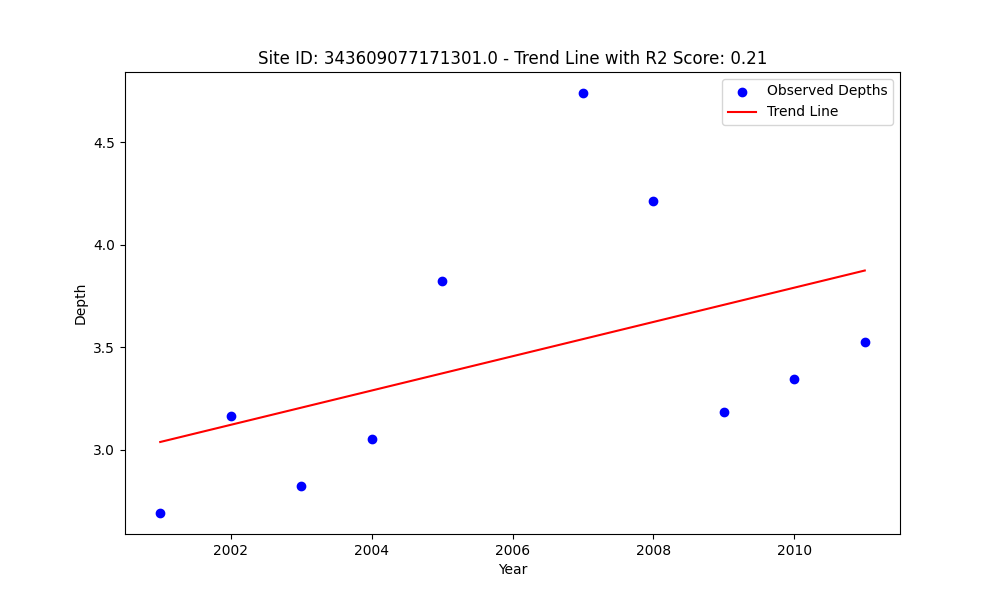 Site ID: 343609077171301.0 - Trend Line with R2 Score: 0.21
Observed Depths
Trend Line
4.5
4.0
3.5
3.0
Depth
2002
2004
2006
2008
2010
Year